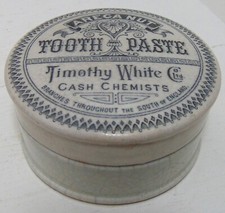 ARECA NUT
TOOTH PASTE
Timothy White Co.
CASH CHEMISTS
BRANCHES THROUGHOUT THE SOUTH OF ENGLAND